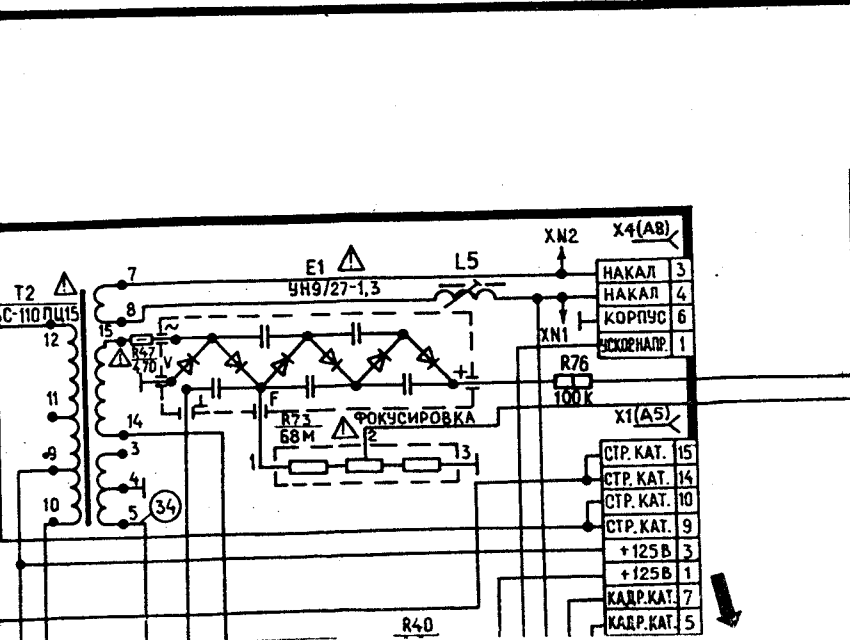 X4(A8)
XN2
T2
7
E1
L5
НАКАЛ 3
УН9/27-1,3
8
НАКАЛ 4
С-110ПЦ15
КОРПУС 6
12
15
~
XN1
УСКОР.НАПР. 1
R47
470
V
+
R76
100К
11
F
R73
68М
ФОКУСИРОВКА
X1(A5)
14
2
1
3
СТР. КАТ. 15
9
3
СТР. КАТ. 14
4
СТР. КАТ. 10
10
5
34
СТР. КАТ. 9
+125В 3
+125В 1
КАДР.КАТ. 7
R40
КАДР.КАТ. 5